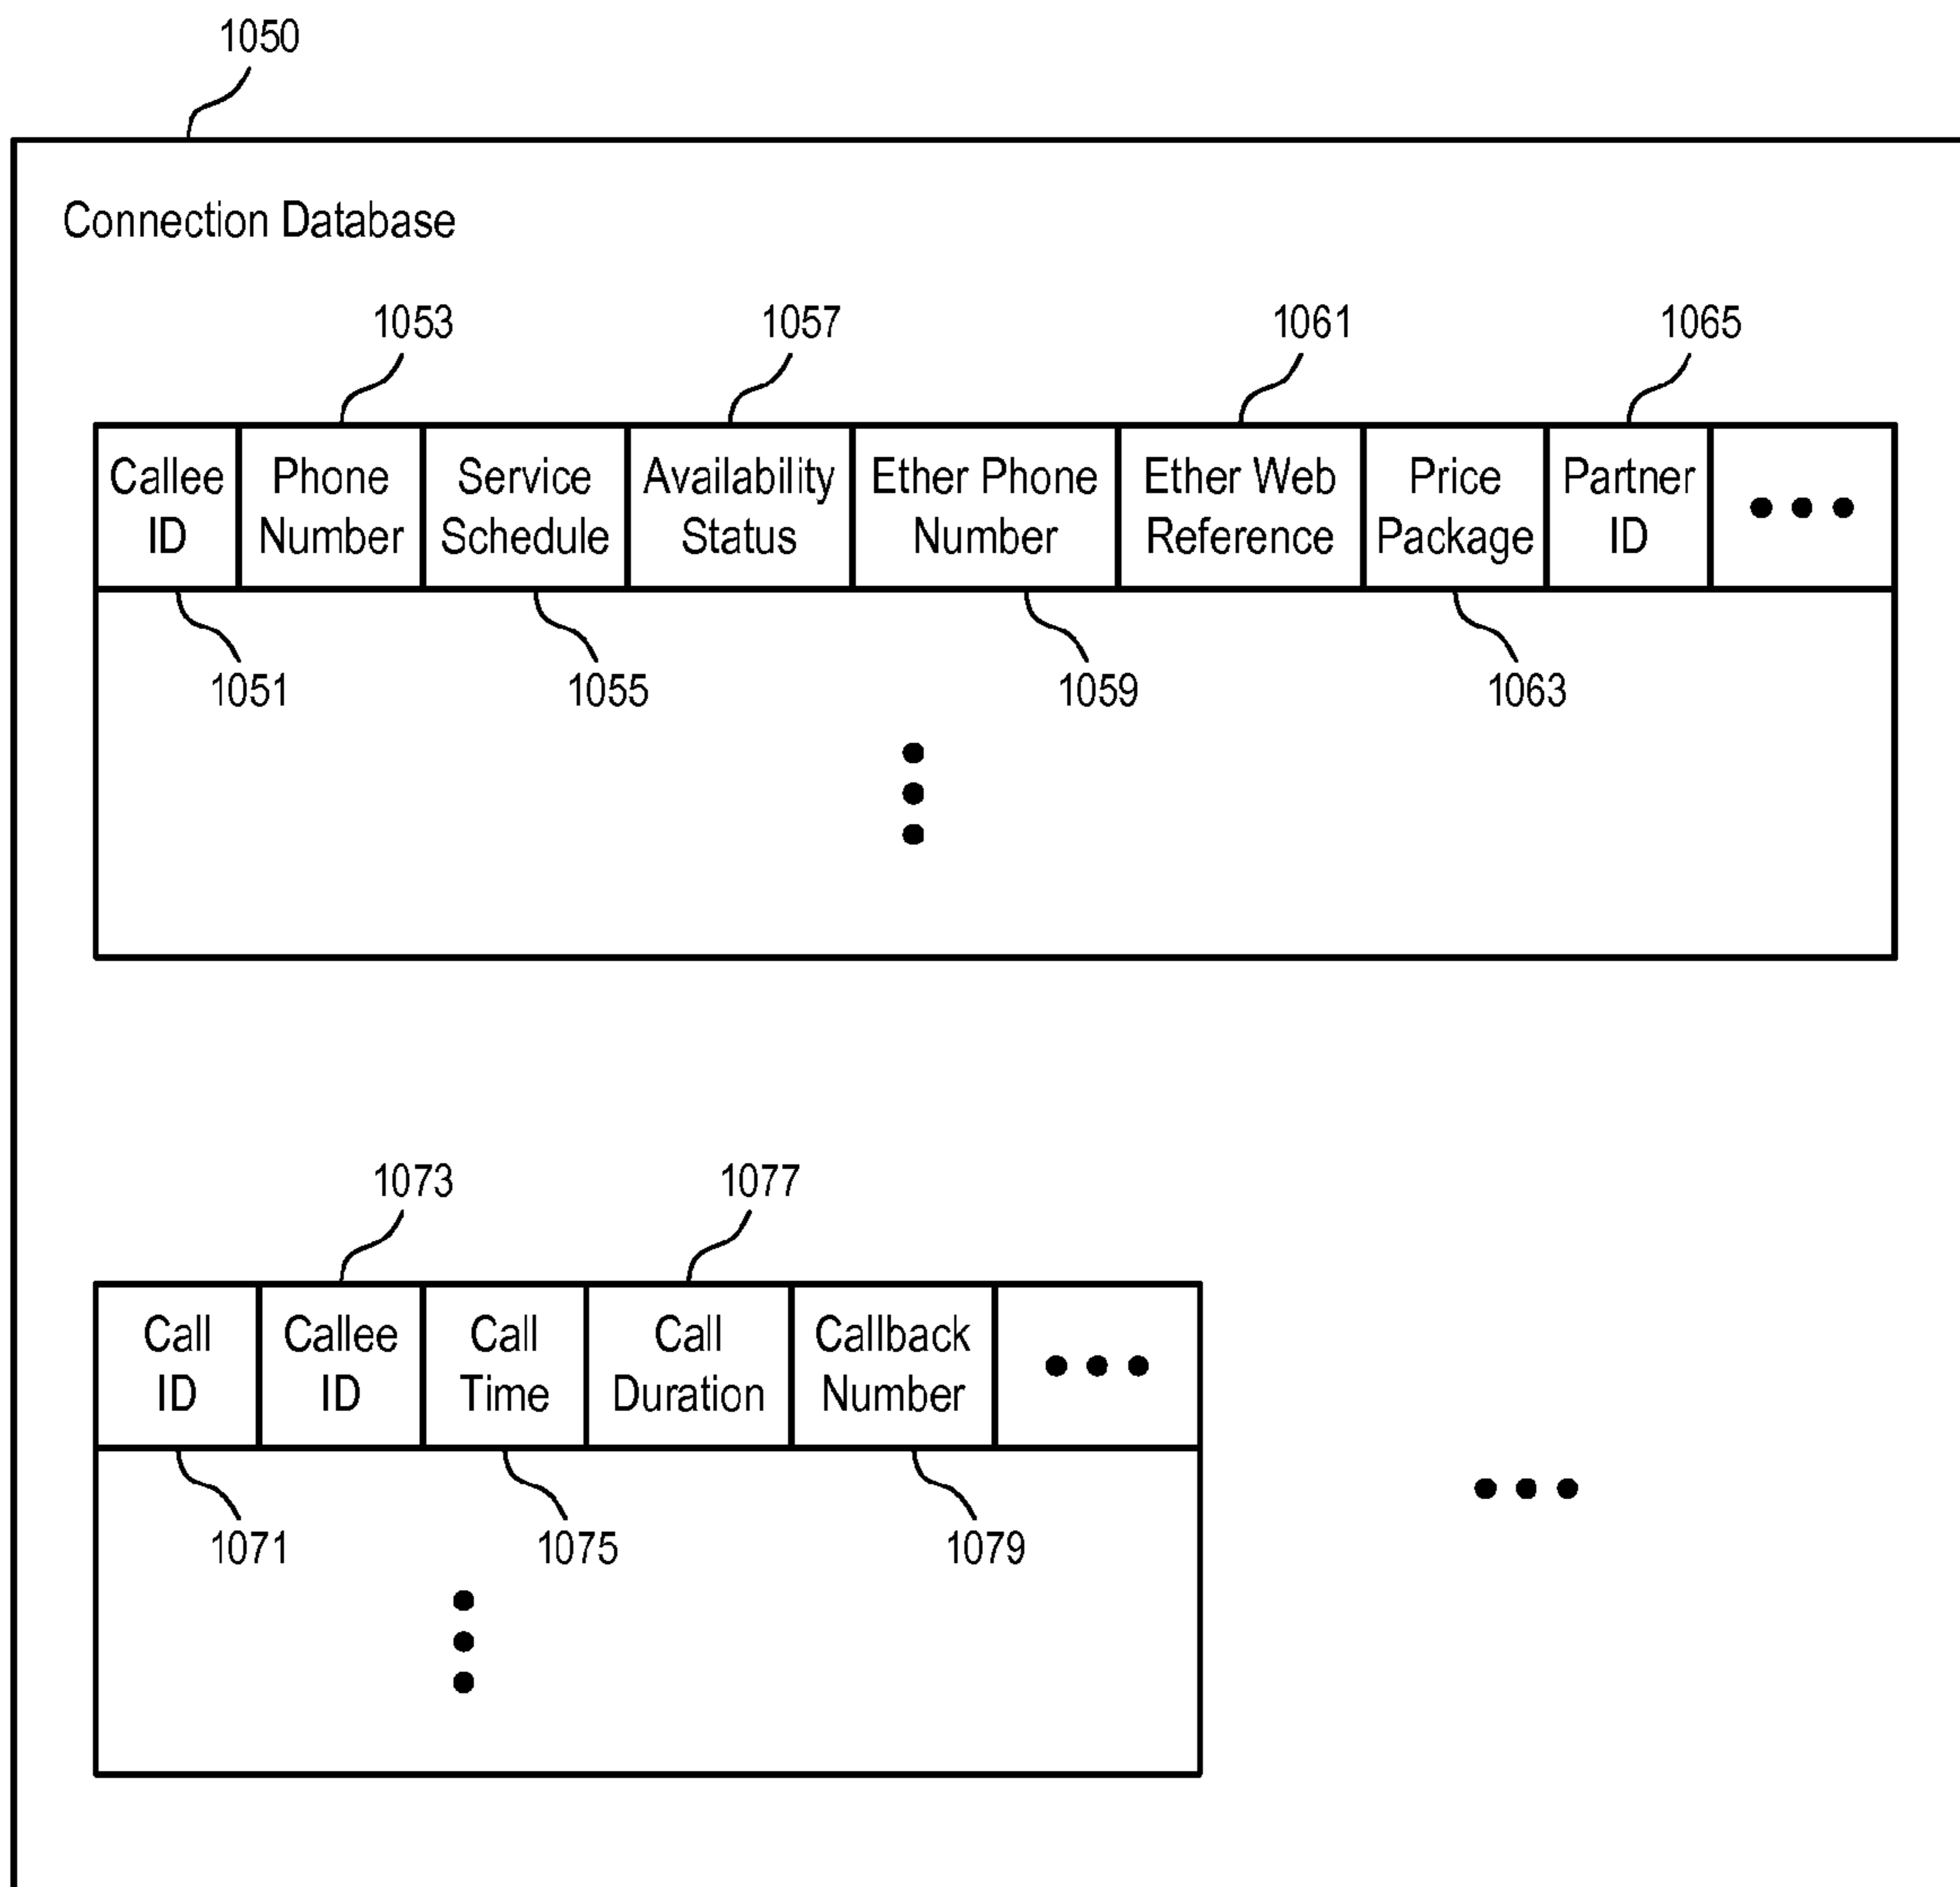 1050
Connection Database
1053
1057
1061
1065
Callee ID
Phone Number
Service Schedule
Availability Status
Ether Phone Number
Ether Web Reference
Price Package
Partner ID
1051
1055
1059
1063
1073
1077
Call ID
Callee ID
Call Time
Call Duration
Callback Number
1071
1075
1079